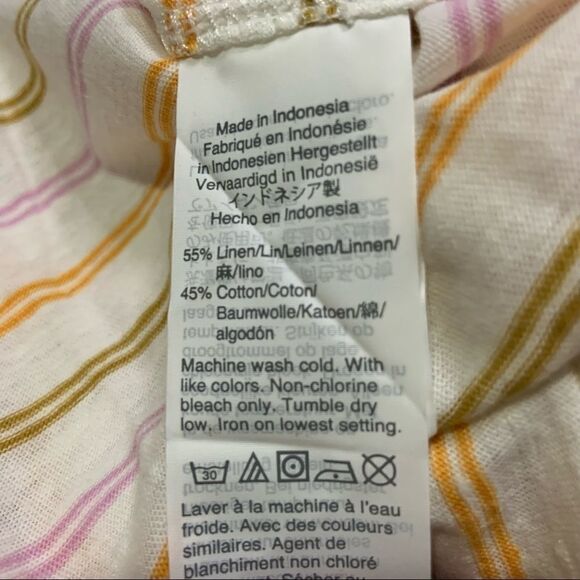 Made in Indonesia
Fabriqué en Indonésie
in Indonesien Hergestellt
Vervaardigd in Indonesië
インドネシア製
Hecho en Indonesia
55% Linen/Lin/Leinen/Linnen/
麻/lino
45% Cotton/Coton/
Baumwolle/Katoen/綿/
algodón
Machine wash cold. With
like colors. Non-chlorine
bleach only. Tumble dry
low. Iron on lowest setting.
30
Laver à la machine à l'eau
froide. Avec des couleurs
similaires. Agent de
blanchiment non chloré